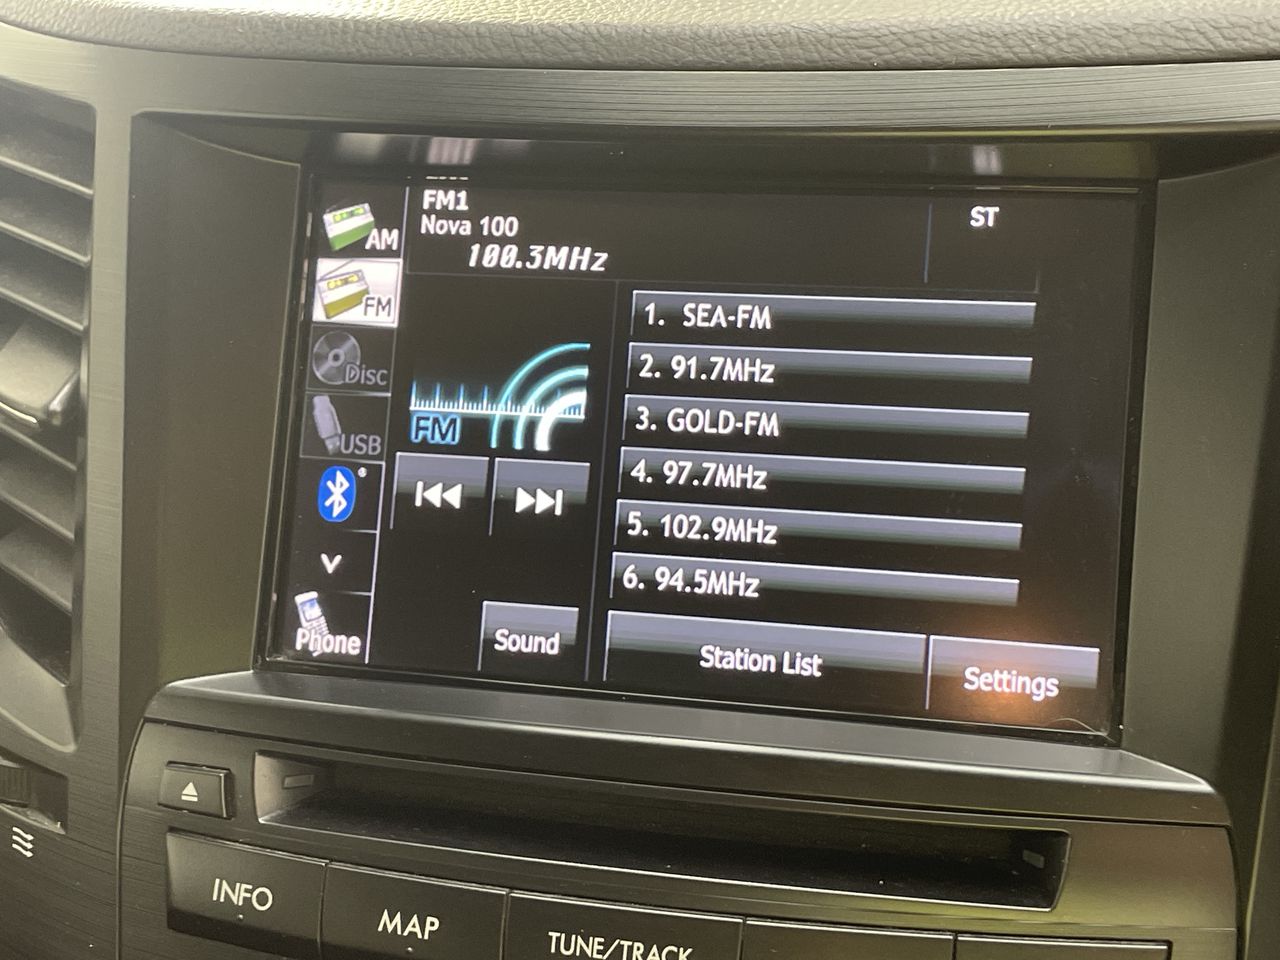 FM1
ST
Nova 100
100.3MHz
AM
FM
Disc
USB
Phone
FM
Sound
1. SEA-FM
2. 91.7MHz
3. GOLD-FM
4. 97.7MHz
5. 102.9MHz
6. 94.5MHz
Station List
Settings
INFO
MAP
TUNE/TRACK